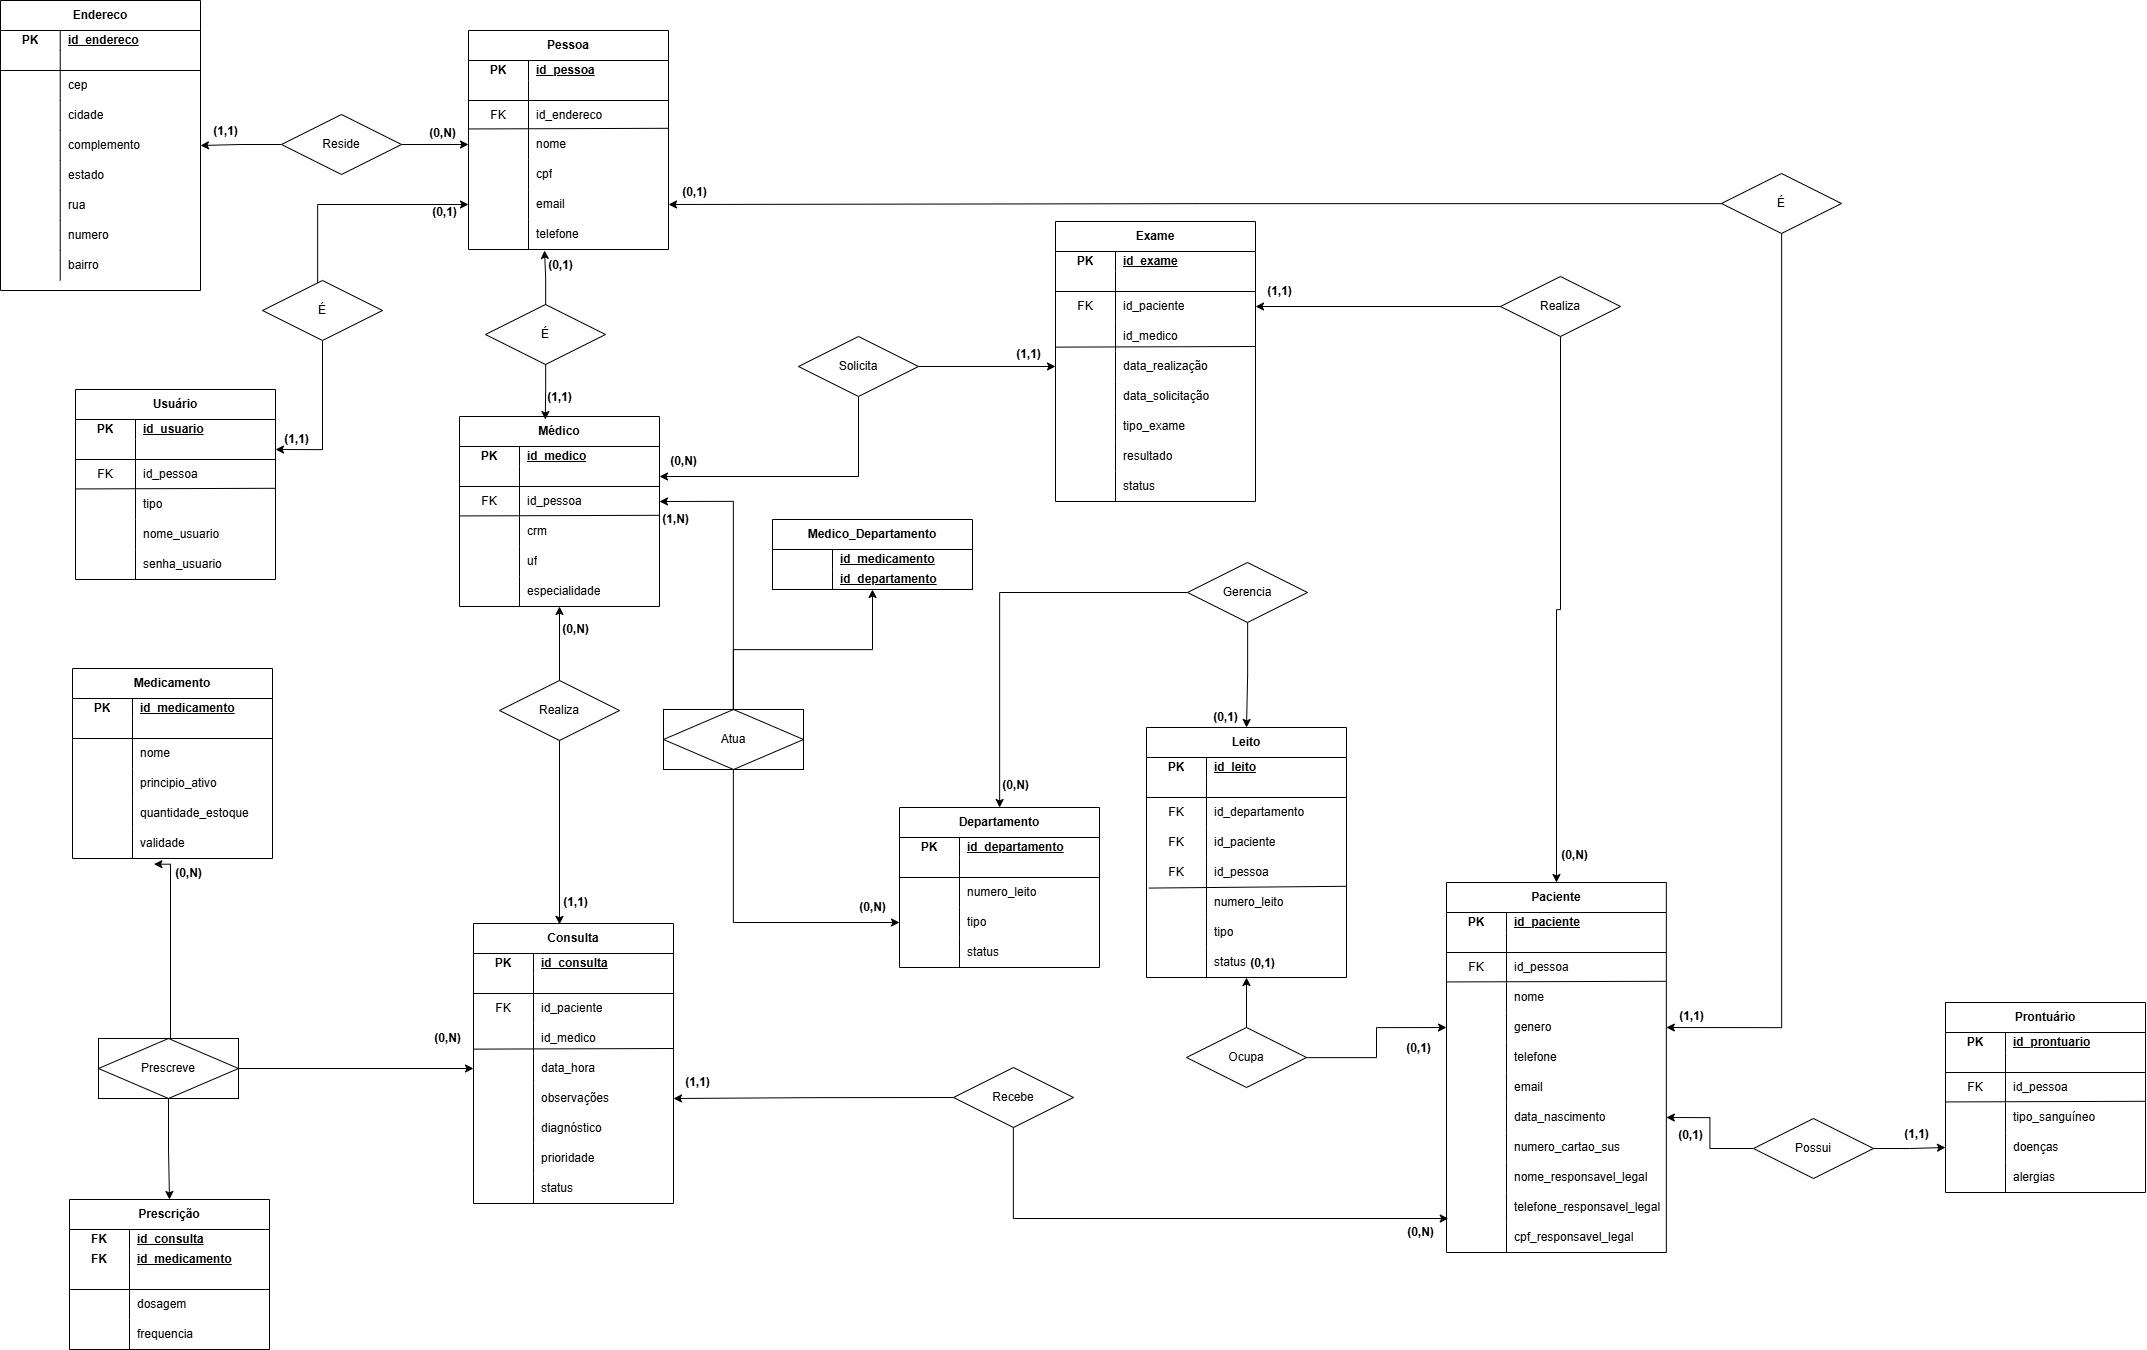 Endereco
PK id_endereco
cep
cidade
complemento
estado
rua
numero
bairro
(1,1)
Reside
(0,N)
Pessoa
PK id_pessoa
FK id_endereco
nome
cpf
email
telefone
(0,1)
(0,1)
É
(0,1)
É
É
(1,1)
(1,1)
Usuário
PK id_usuario
FK id_pessoa
tipo
nome_usuario
senha_usuario
Médico
PK id_medico
FK id_pessoa
crm
uf
especialidade
(0,N)
(1,N)
Solicita
(1,1)
Exame
PK id_exame
FK id_paciente
id_medico
data_realização
data_solicitação
tipo_exame
resultado
status
(1,1)
Realiza
Medico_Departamento
id_medicamento
id_departamento
Gerencia
(0,N)
Realiza
(1,1)
Atua
(0,N)
(0,N)
(0,1)
Medicamento
PK id_medicamento
nome
principio_ativo
quantidade_estoque
validade
(0,N)
Departamento
PK id_departamento
numero_leito
tipo
status
Leito
PK id_leito
FK id_departamento
FK id_paciente
FK id_pessoa
numero_leito
tipo
status (0,1)
Ocupa
(0,1)
(0,N)
Paciente
PK id_paciente
FK id_pessoa
nome
genero
telefone
email
data_nascimento
numero_cartao_sus
nome_responsavel_legal
telefone_responsavel_legal
cpf_responsavel_legal
(1,1)
(0,1)
Possui
(1,1)
Prontuário
PK id_prontuario
FK id_pessoa
tipo_sanguíneo
doenças
alergias
Consulta
PK id_consulta
FK id_paciente
id_medico
data_hora
observações
diagnóstico
prioridade
status
(0,N)
Prescreve
(1,1)
Recebe
(0,N)
Prescrição
FK id_consulta
FK id_medicamento
dosagem
frequencia